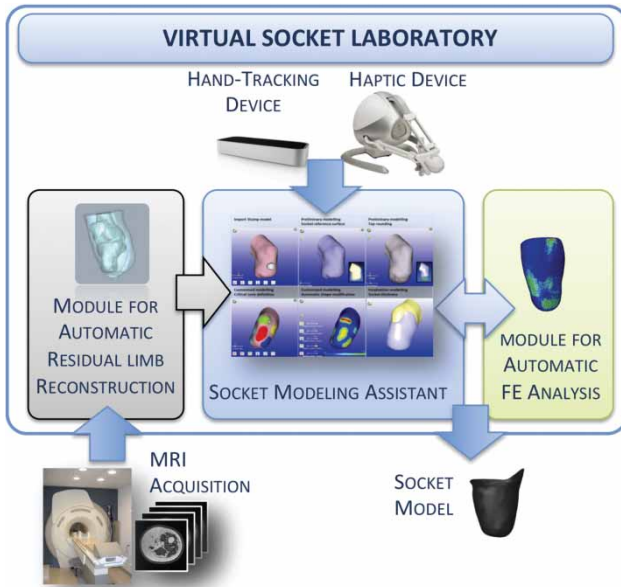 VIRTUAL SOCKET LABORATORY
HAND-TRACKING
DEVICE
HAPTIC DEVICE
MODULE FOR
AUTOMATIC
RESIDUAL LIMB
RECONSTRUCTION
SOCKET MODELING ASSISTANT
MODULE FOR
AUTOMATIC
FE ANALYSIS
MRI
ACQUISITION
SOCKET
MODEL